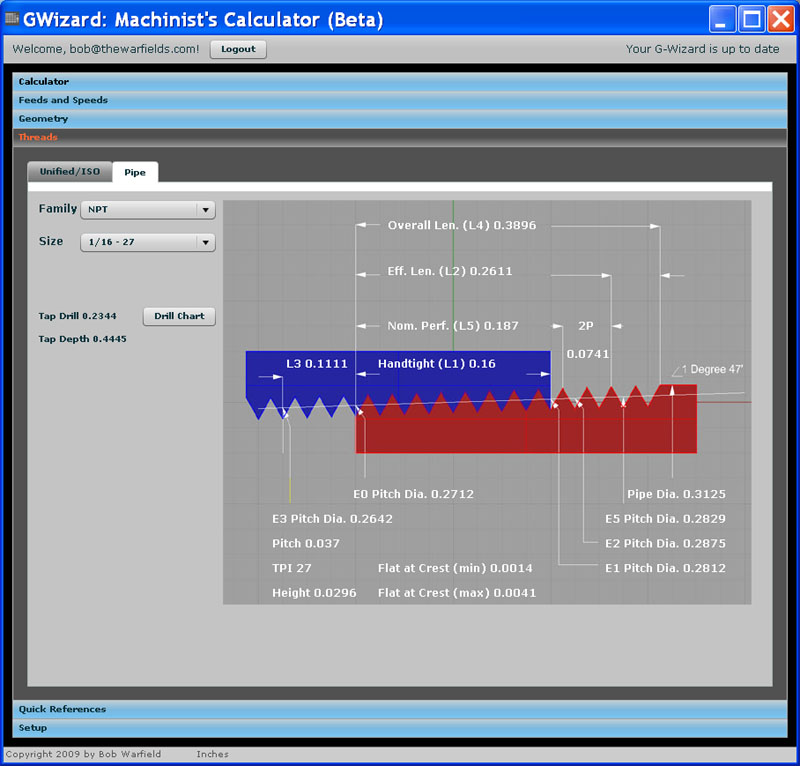 GWizard: Machinist's Calculator (Beta)
Welcome, bob@thewarfields.com! Logout Your G-Wizard is up to date
Calculator
Feeds and Speeds
Geometry
Threads
Unified/ISO Pipe
Family NPT
Size 1/16 - 27
Tap Drill 0.2344 Drill Chart
Tap Depth 0.4445
Overall Len. (L4) 0.3896
Eff. Len. (L2) 0.2611
Nom. Perf. (L5) 0.187 2P
0.0741
L3 0.1111 Handtight (L1) 0.16
1 Degree 47'
E0 Pitch Dia. 0.2712 Pipe Dia. 0.3125
E3 Pitch Dia. 0.2642 E5 Pitch Dia. 0.2829
Pitch 0.037 E2 Pitch Dia. 0.2875
TPI 27 Flat at Crest (min) 0.0014 E1 Pitch Dia. 0.2812
Height 0.0296 Flat at Crest (max) 0.0041
Quick References
Setup
Copyright 2009 by Bob Warfield Inches